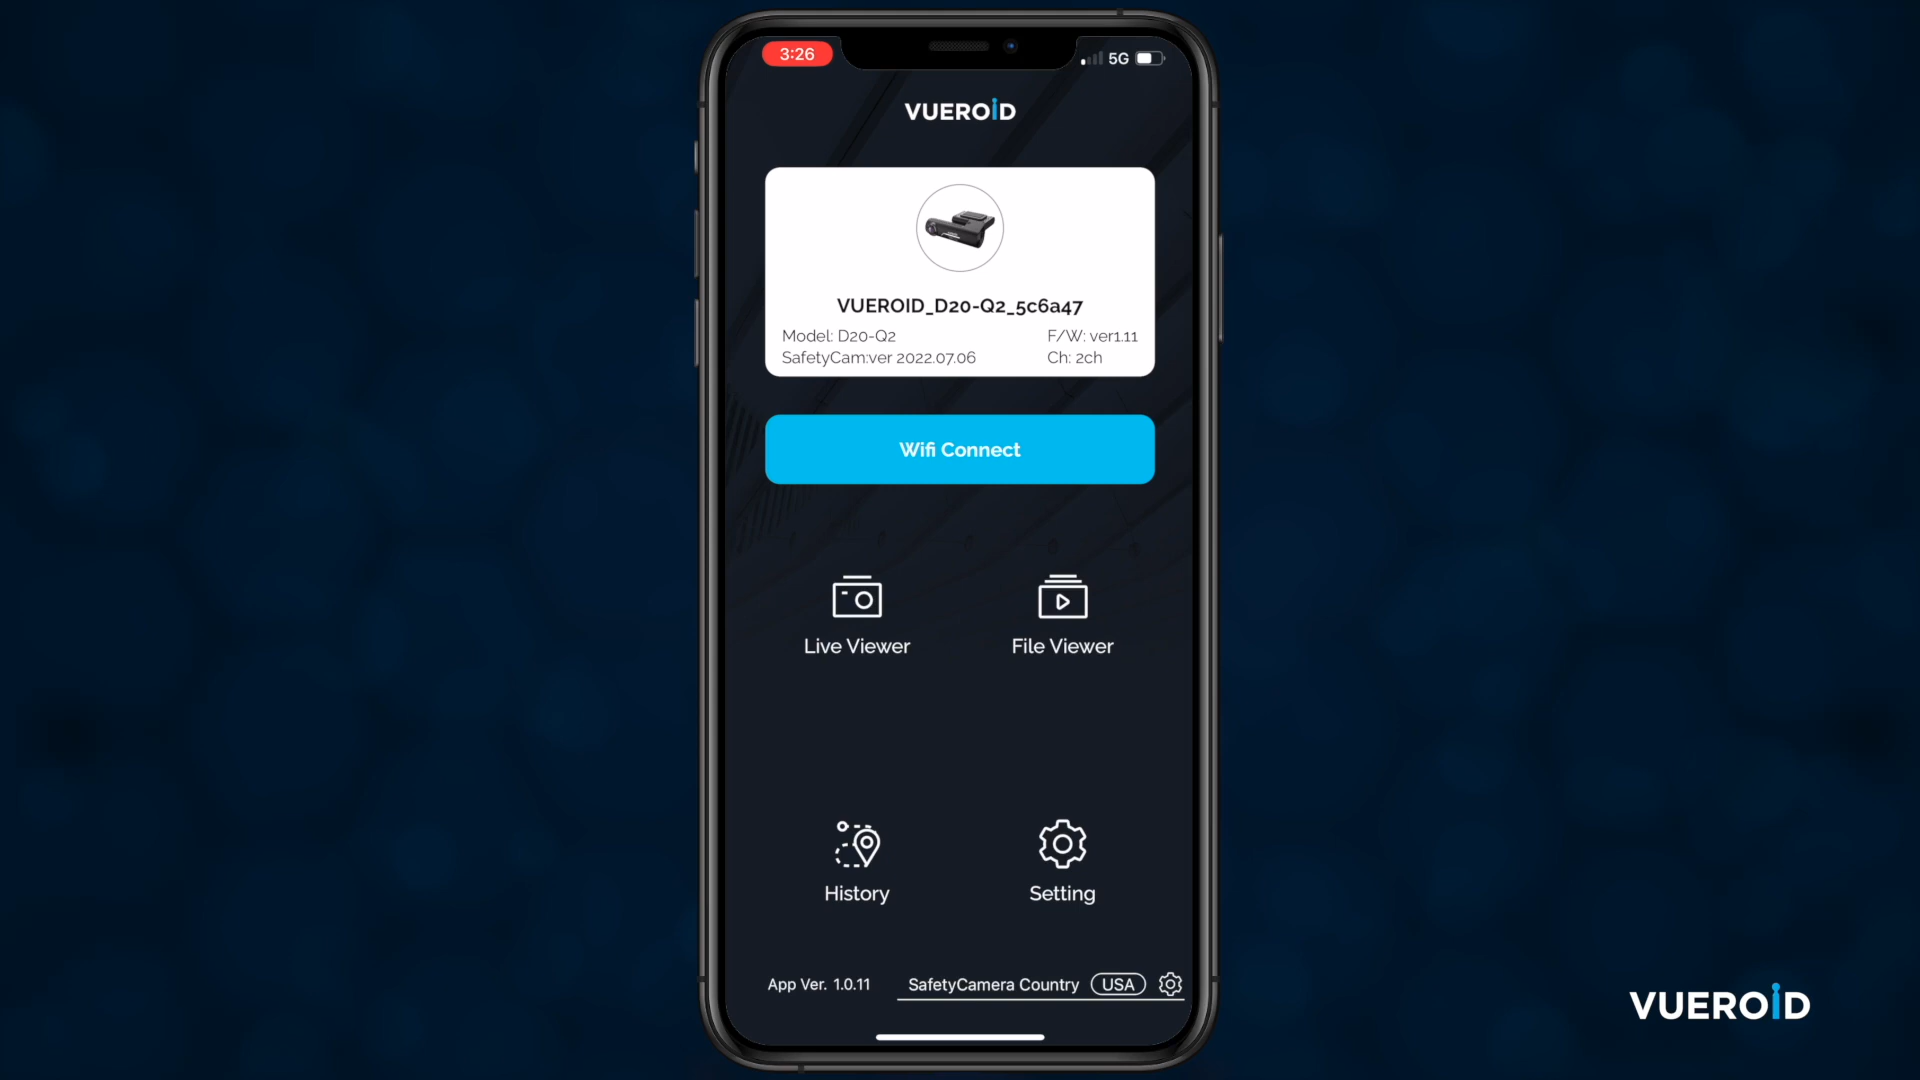 3:26
5G
VUEROID
VUEROID_D20-Q2_5c6a47
Model: D20-Q2
F/W: ver1.11
SafetyCam:ver 2022.07.06
Ch: 2ch
Wifi Connect
Live Viewer
File Viewer
History
Setting
App Ver. 1.0.11
SafetyCamera Country
USA
VUEROID